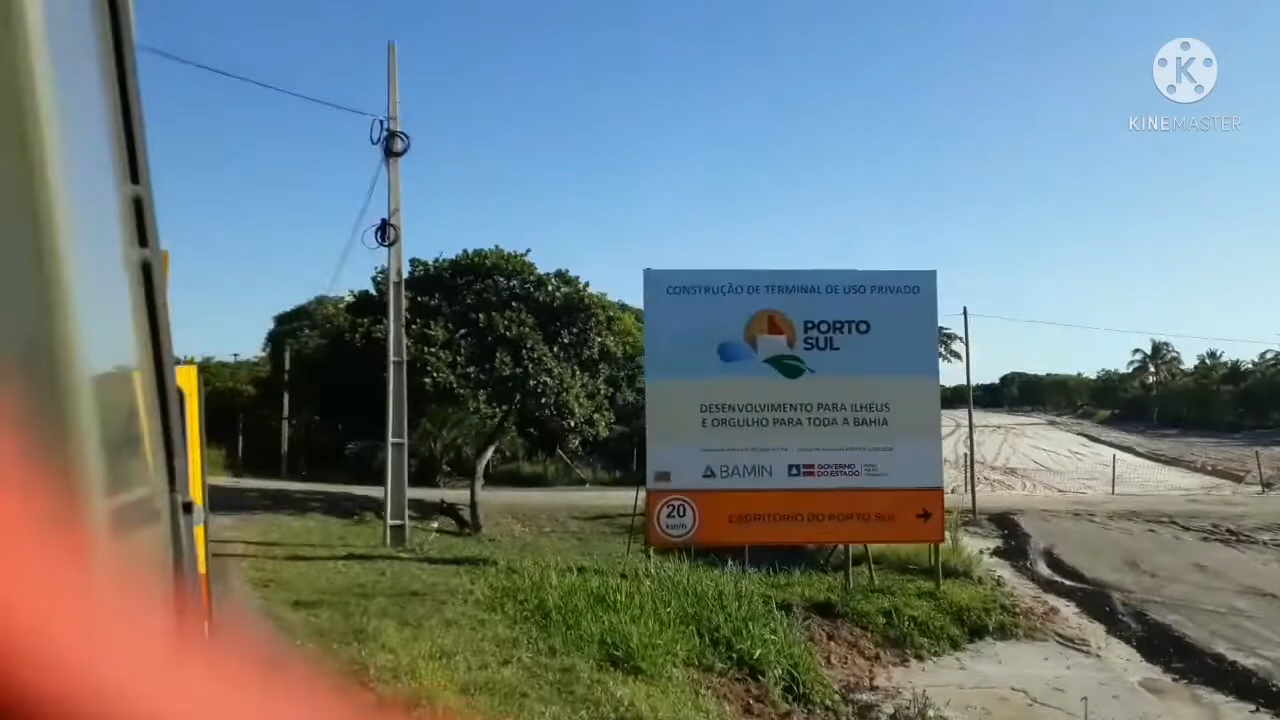 KINEMASTER
CONSTRUÇÃO DE TERMINAL DE USO PRIVADO
PORTO
SUL
DESENVOLVIMENTO PARA ILHÉUS
E ORGULHO PARA TODA A BAHIA
BAMIN
GOVERNO
DO ESTADO
20
km/h
ESCRITÓRIO DO PORTO SUL